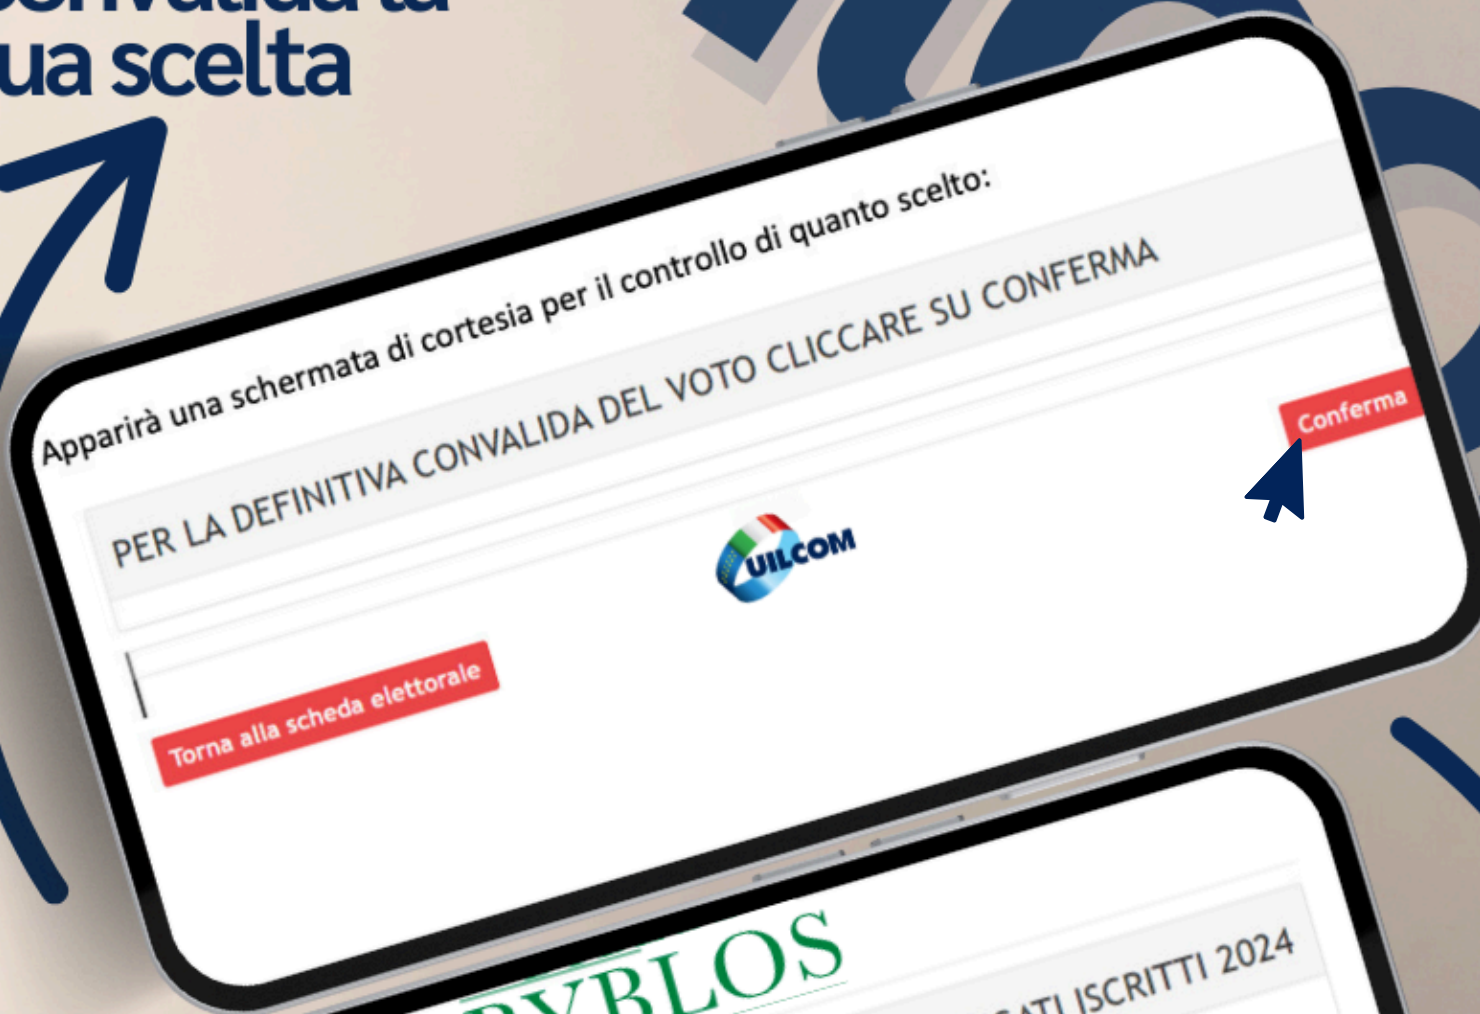 scelta
Apparirà una schermata di cortesia per il controllo di quanto scelto:
PER LA DEFINITIVA CONVALIDA DEL VOTO CLICCARE SU CONFERMA
Conferma
UILCOM
Torna alla scheda elettorale
BYBLOS
ISCRITTI 2024